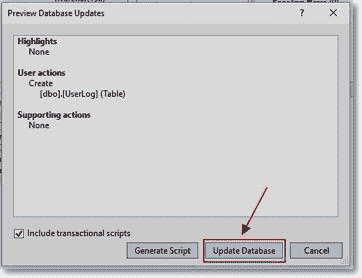 Preview Database Updates
Highlights
None
User actions
Create
[dbo].[UserLog] (Table)
Supporting actions
None
Include transactional scripts
Generate Script
Update Database
Cancel